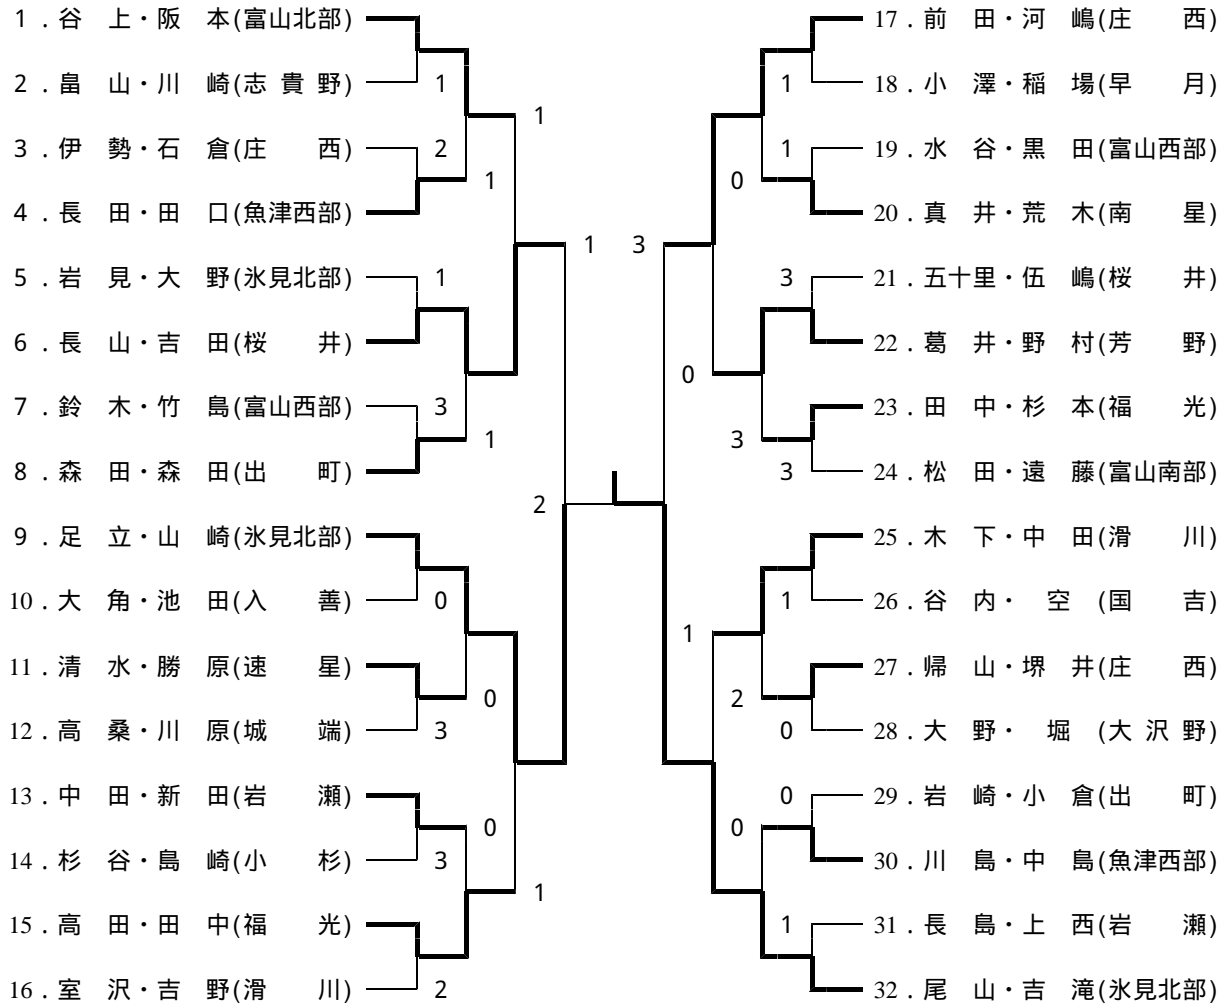 1．谷　上・阪　本(富山北部)
2．畠　山・川　崎(志 貴 野)
1
1
3．伊　勢・石　倉(庄　　西)
2
1
4．長　田・田　口(魚津西部)
1
5．岩　見・大　野(氷見北部)
1
6．長　山・吉　田(桜　　井)
7．鈴　木・竹　島(富山西部)
3
1
8．森　田・森　田(出　　町)
2
9．足　立・山　崎(氷見北部)
10．大　角・池　田(入　　善)
0
11．清　水・勝　原(速　　星)
0
12．高　桑・川　原(城　　端)
3
13．中　田・新　田(岩　　瀬)
0
14．杉　谷・島　崎(小　　杉)
3
1
15．高　田・田　中(福　　光)
16．室　沢・吉　野(滑　　川)
2
17．前　田・河　嶋(庄　　西)
1
18．小　澤・稲　場(早　　月)
1
19．水　谷・黒　田(富山西部)
0
20．真　井・荒　木(南　　星)
3
3
21．五十里・伍　嶋(桜　　井)
22．葛　井・野　村(芳　　野)
0
23．田　中・杉　本(福　　光)
3
3
24．松　田・遠　藤(富山南部)
25．木　下・中　田(滑　　川)
1
26．谷　内・　空　(国　　吉)
1
27．帰　山・堺　井(庄　　西)
2
0
28．大　野・　堀　(大 沢 野)
0
29．岩　崎・小　倉(出　　町)
0
30．川　島・中　島(魚津西部)
1
31．長　島・上　西(岩　　瀬)
32．尾　山・吉　滝(氷見北部)